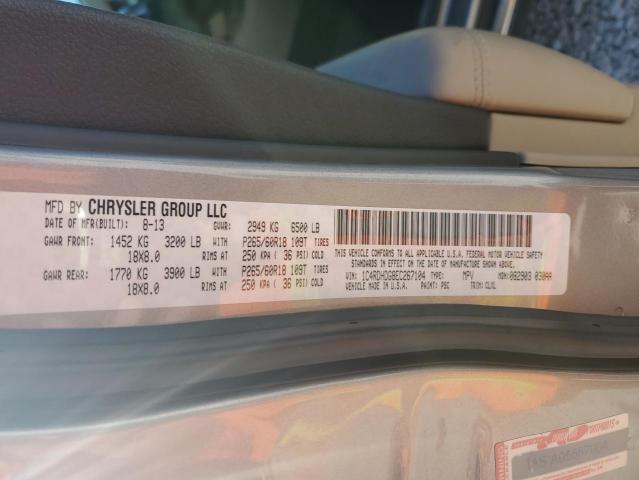 MFD BY CHRYSLER GROUP LLC
DATE OF MFR(BUILT): 8-13 GVWR: 2949 KG 6500 LB
GAWR FRONT: 1452 KG 3200 LB WITH P265/60R18 109T TIRES
18X8.0 RIMS AT 250 KPA ( 36 PSI) COLD
GAWR REAR: 1770 KG 3900 LB WITH P265/60R18 109T TIRES
18X8.0 RIMS AT 250 KPA ( 36 PSI) COLD
THIS VEHICLE CONFORMS TO ALL APPLICABLE U.S.A. FEDERAL MOTOR VEHICLE SAFETY
STANDARDS IN EFFECT ON THE DATE OF MANUFACTURE SHOWN ABOVE.
VIN: 1C4RDHDG8EC267104 TYPE: MPV MDH: 082903 030AA
VEHICLE MADE IN U.S.A. PAINT: PSC TRIM: CLXL